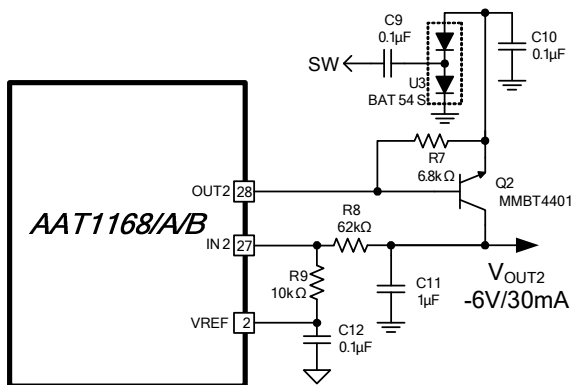 C9
0.1µF
C10
0.1µF
SW
U3
BAT 54 S
R7
6.8kΩ
Q2
MMBT4401
OUT2 28
AAT1168/A/B
R8
62kΩ
IN 2 27
R9
10kΩ
C11
1µF
VOUT2
-6V/30mA
VREF 2
C12
0.1µF